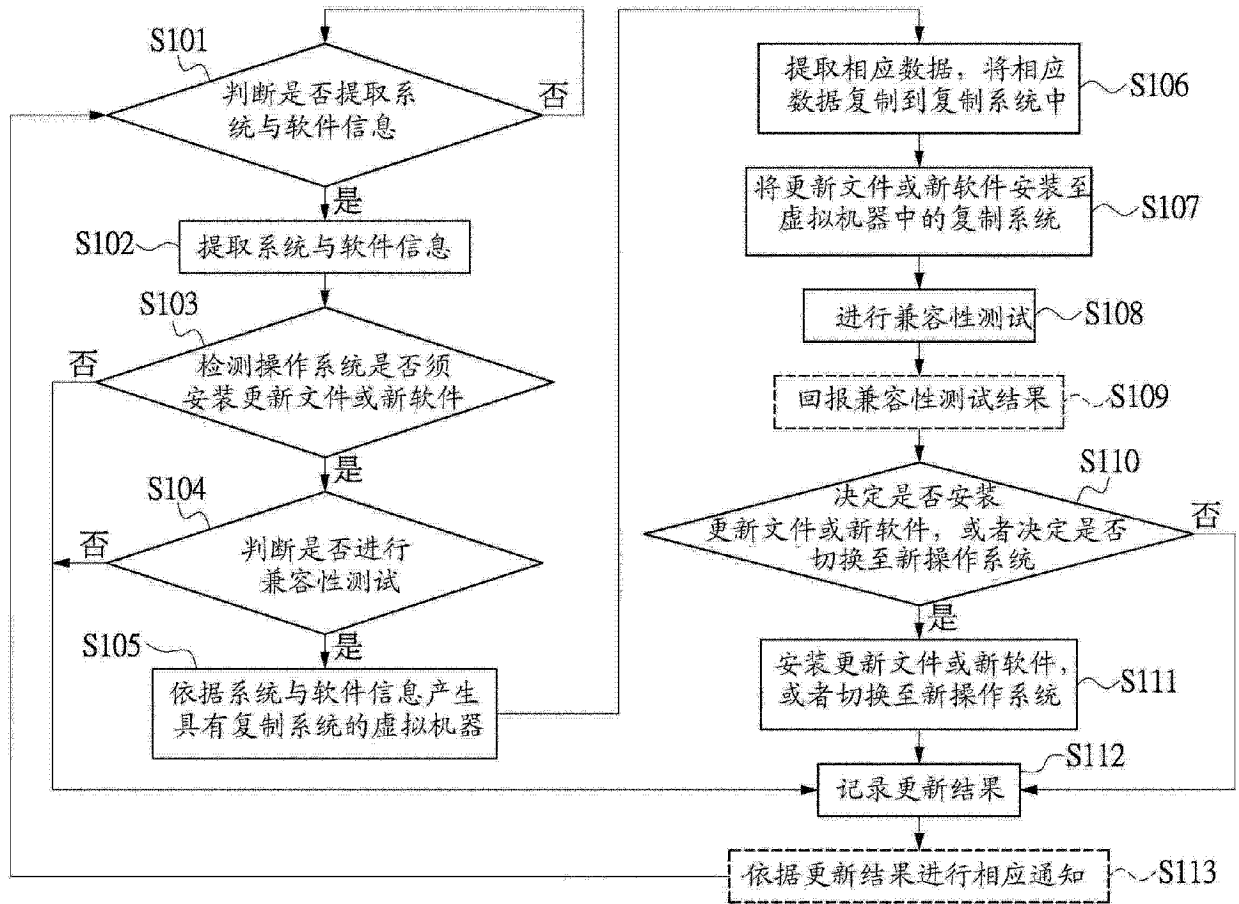 S101
判断是否提取系
统与软件信息
否
是
S102
提取系统与软件信息
S103
否
检测操作系统是否须
安装更新文件或新软件
是
S104
否
判断是否进行
兼容性测试
是
S105
依据系统与软件信息产生
具有复制系统的虚拟机器
提取相应数据，将相应
数据复制到复制系统中
S106
将更新文件或新软件安装至
虚拟机器中的复制系统
S107
进行兼容性测试
S108
回报兼容性测试结果
S109
S110
决定是否安装
更新文件或新软件，或者决定是否
切换至新操作系统
否
是
安装更新文件或新软件，
或者切换至新操作系统
S111
S112
记录更新结果
依据更新结果进行相应通知
S113